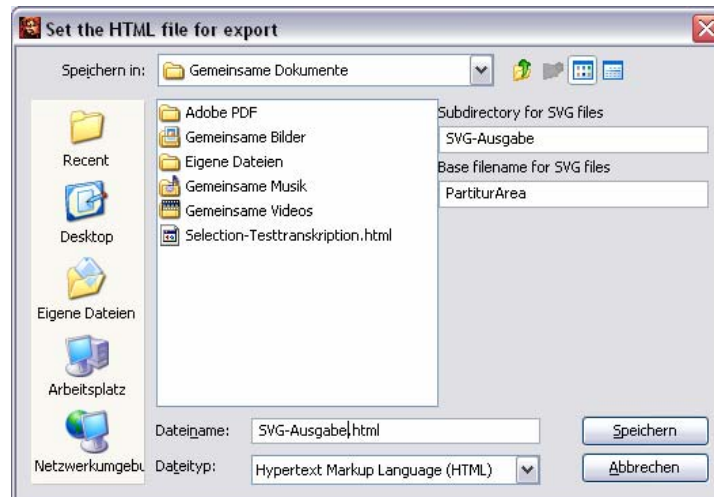 Set the HTML file for export
Speichern in:
Gemeinsame Dokumente
Recent
Desktop
Eigene Dateien
Arbeitsplatz
Netzwerkumgebu
Adobe PDF
Gemeinsame Bilder
Eigene Dateien
Gemeinsame Musik
Gemeinsame Videos
Selection-Testtranskription.html
Subdirectory for SVG files
SVG-Ausgabe
Base filename for SVG files
PartiturArea
Dateiname:
SVG-Ausgabe.html
Speichern
Dateityp:
Hypertext Markup Language (HTML)
Abbrechen